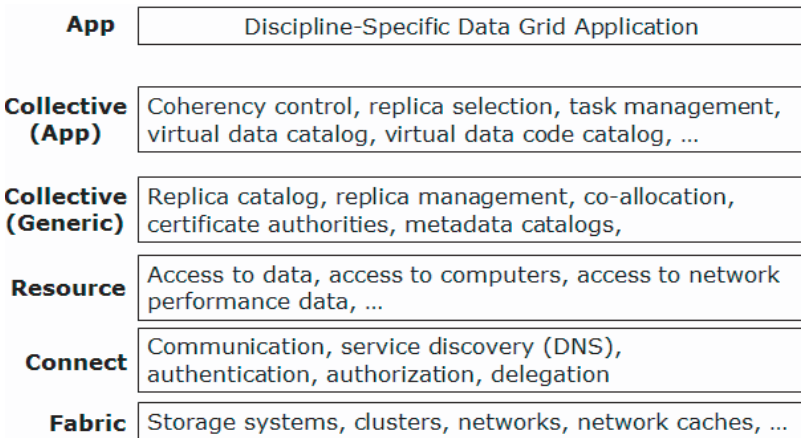 App
Discipline-Specific Data Grid Application
Collective
(App)
Coherency control, replica selection, task management,
virtual data catalog, virtual data code catalog, ...
Collective
(Generic)
Replica catalog, replica management, co-allocation,
certificate authorities, metadata catalogs,
Resource
Access to data, access to computers, access to network
performance data, ...
Connect
Communication, service discovery (DNS),
authentication, authorization, delegation
Fabric
Storage systems, clusters, networks, network caches, ...